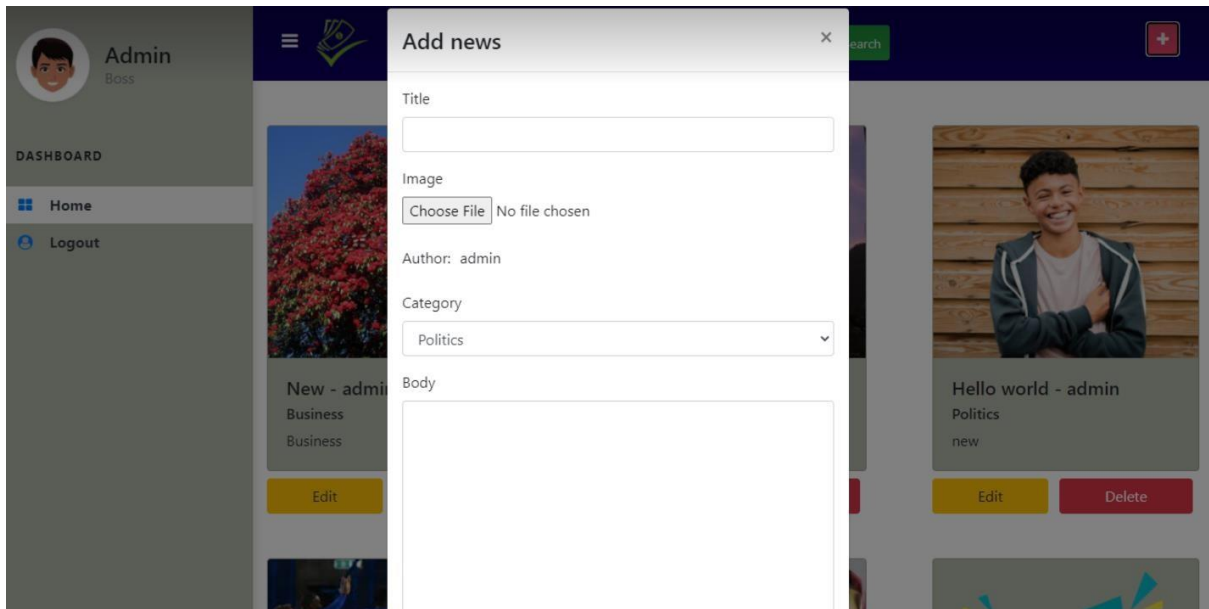 Admin
Boss
DASHBOARD
Home
Logout
Add news
×
earch
+
Title
Image
Choose File No file chosen
Author: admin
Category
Politics
Body
New - admi
Business
Business
Edit
Hello world - admin
Politics
new
Edit
Delete